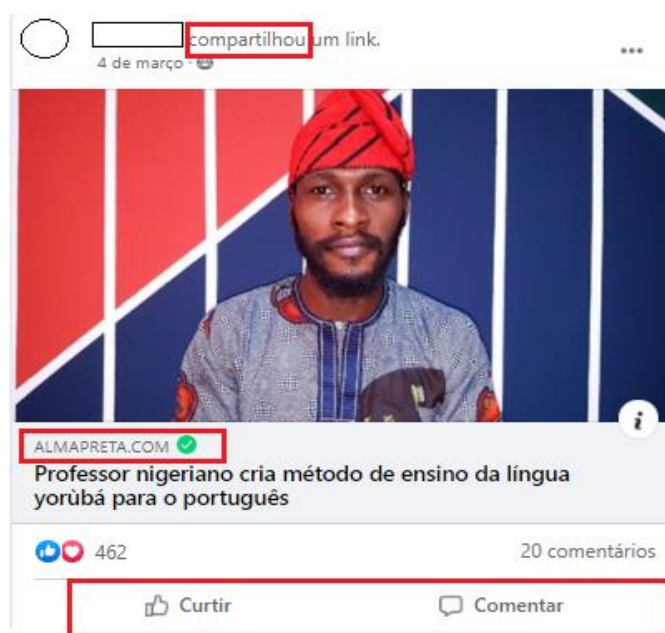 compartilhou um link.
4 de março ·
ALMAPRETA.COM
Professor nigeriano cria método de ensino da língua
yorùbá para o português
462
20 comentários
Curtir
Comentar